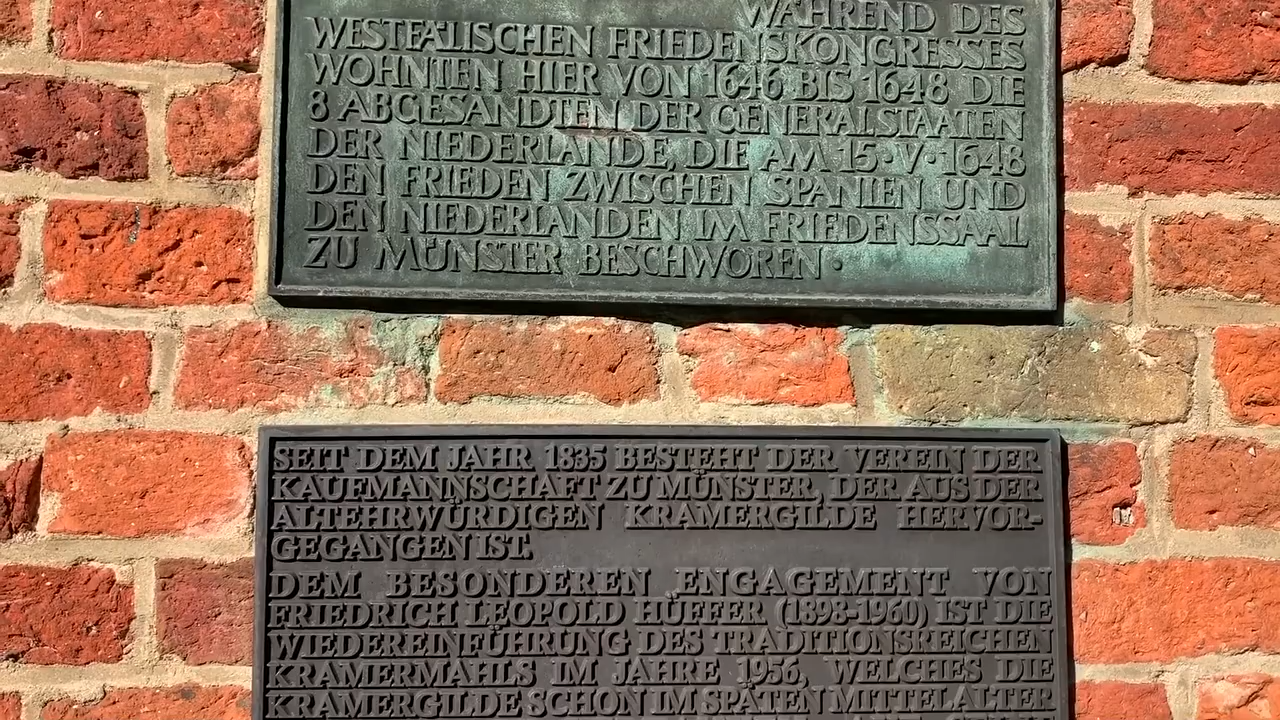 WÄHREND DES
WESTFÄLISCHEN FRIEDENSKONGRESSES
WOHNTEN HIER VON 1646 BIS 1648 DIE
8 ABGESANDTEN DER GENERALSTAATEN
DER NIEDERLANDE, DIE AM 15·V·1648
DEN FRIEDEN ZWISCHEN SPANIEN UND
DEN NIEDERLANDEN IM FRIEDENSSAAL
ZU MÜNSTER BESCHWOREN·
SEIT DEM JAHR 1835 BESTEHT DER VEREIN DER
KAUFMANNSCHAFT ZU MÜNSTER, DER AUS DER
ALTEHRWÜRDIGEN KRAMERGILDE HERVOR-
GEGANGEN IST.
DEM BESONDEREN ENGAGEMENT VON
FRIEDRICH LEOPOLD HÜFFER (1898-1960) IST DIE
WIEDEREINFÜHRUNG DES TRADITIONSREICHEN
KRAMERMAHLS IM JAHRE 1956, WELCHES DIE
KRAMERGILDE SCHON IM SPÄTEN MITTELALTER